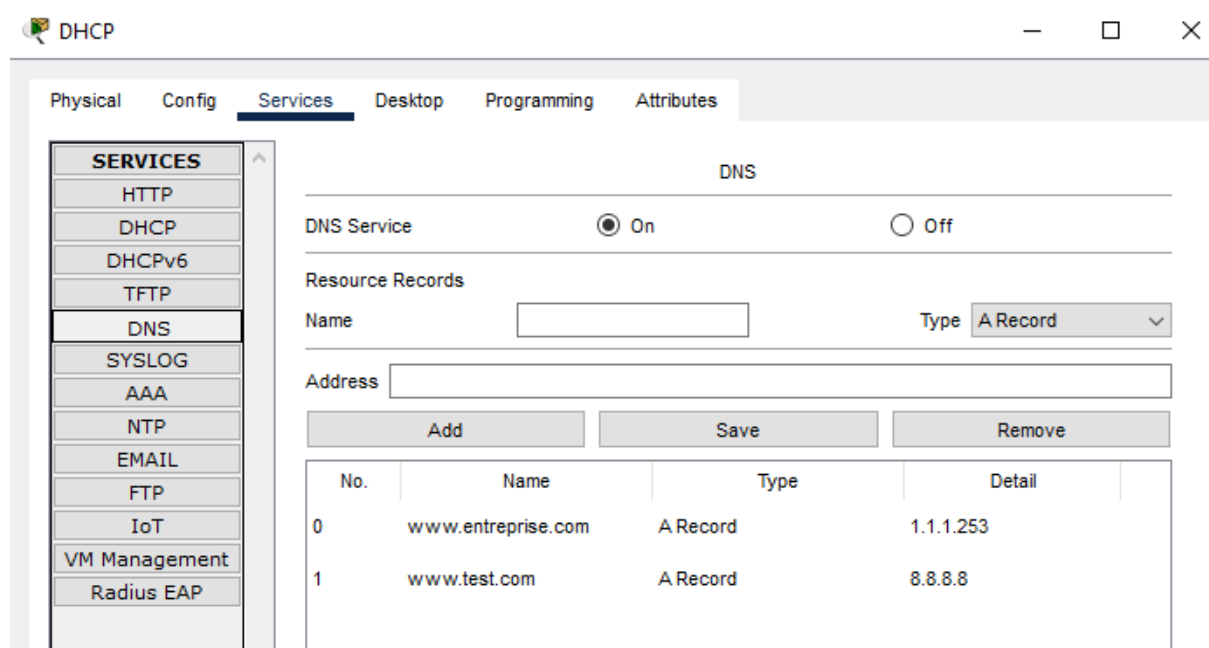 DHCP
Physical Config Services Desktop Programming Attributes
SERVICES
HTTP
DHCP
DHCPv6
TFTP
DNS
SYSLOG
AAA
NTP
EMAIL
FTP
IoT
VM Management
Radius EAP
DNS
DNS Service On Off
Resource Records
Name Type A Record
Address
Add Save Remove
No. Name Type Detail
0 www.entreprise.com A Record 1.1.1.253
1 www.test.com A Record 8.8.8.8